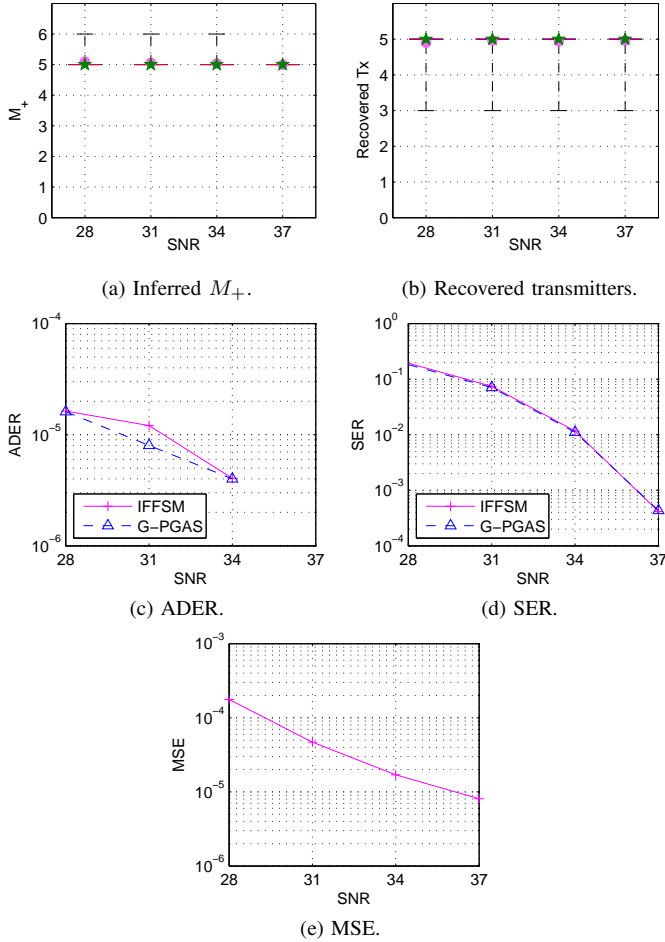 6
5
4
3
2
1
0
M+
28 31 34 37
SNR
(a) Inferred M+.
5
4
3
2
1
0
Recovered Tx
28 31 34 37
SNR
(b) Recovered transmitters.
10−4
10−5
10−6
ADER
IFFSM
G−PGAS
28 31 34 37
SNR
(c) ADER.
100
10−1
10−2
10−3
10−4
SER
IFFSM
G−PGAS
28 31 34 37
SNR
(d) SER.
10−3
10−4
10−5
10−6
MSE
28 31 34 37
SNR
(e) MSE.